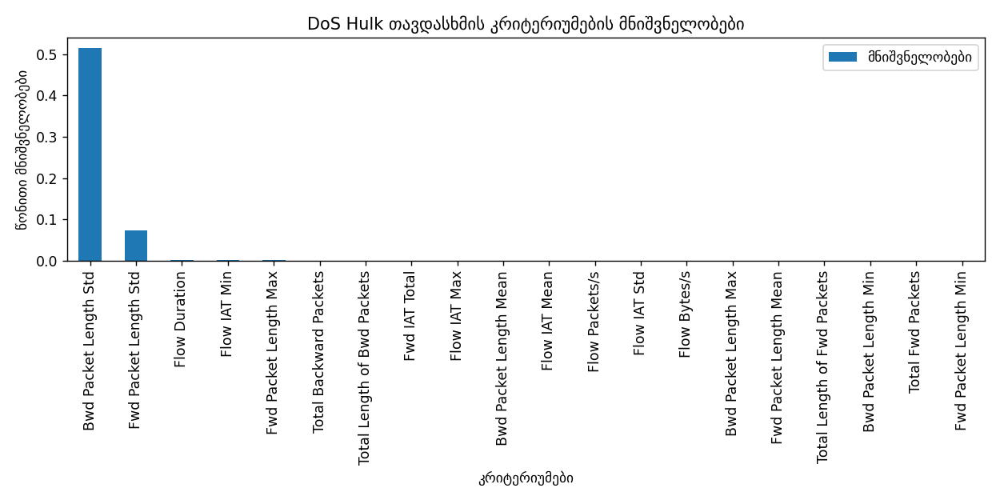 DoS Hulk თავდასხმის კრიტერიუმების მნიშვნელობები
მნიშვნელობები
წონითი მნიშვნელობები
0.5
0.4
0.3
0.2
0.1
0.0
Bwd Packet Length Std
Fwd Packet Length Std
Flow Duration
Flow IAT Min
Fwd Packet Length Max
Total Backward Packets
Total Length of Bwd Packets
Fwd IAT Total
Flow IAT Max
Bwd Packet Length Mean
Flow IAT Mean
Flow Packets/s
Flow IAT Std
Flow Bytes/s
Bwd Packet Length Max
Fwd Packet Length Mean
Total Length of Fwd Packets
Bwd Packet Length Min
Total Fwd Packets
Fwd Packet Length Min
კრიტერიუმები